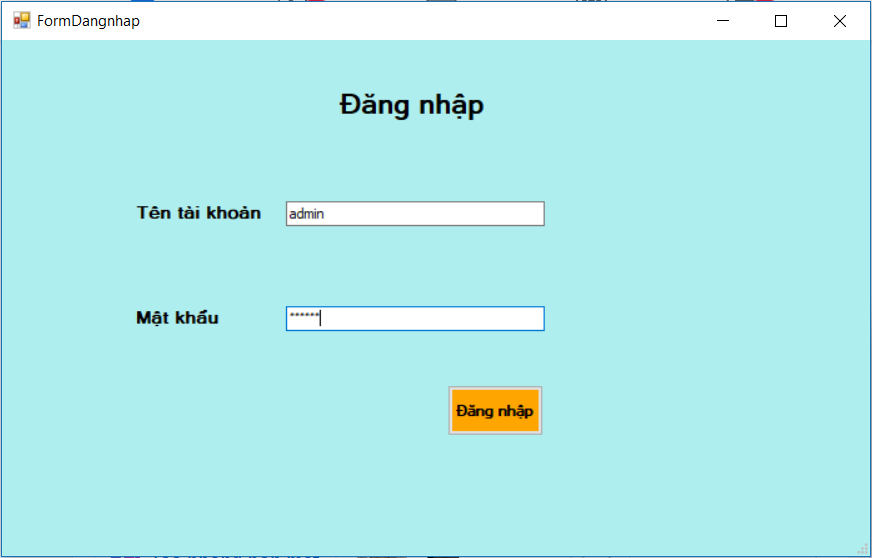 FormDangnhap
Đăng nhập
Tên tài khoản admin
Mật khẩu ******
Đăng nhập